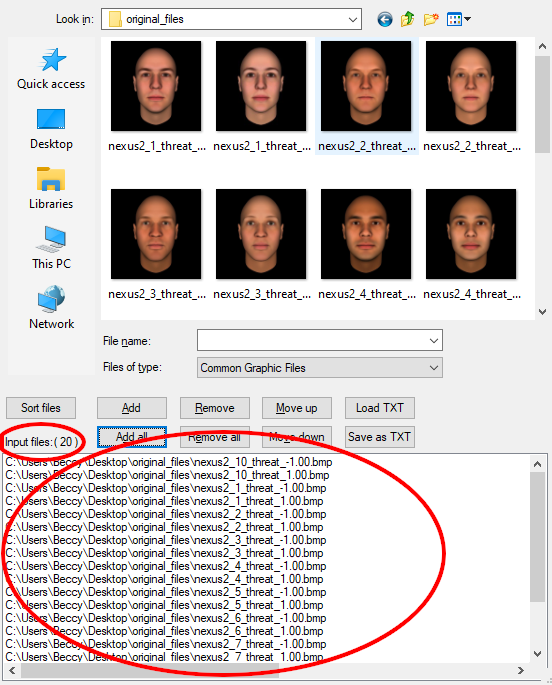 Look in: original_files
Quick access
Desktop
Libraries
This PC
Network
nexus2_1_threat_... nexus2_1_threat_... nexus2_2_threat_... nexus2_2_threat_...
nexus2_3_threat_... nexus2_3_threat_... nexus2_4_threat_... nexus2_4_threat_...
File name:
Files of type: Common Graphic Files
Sort files Add Remove Move up Load TXT
Input files: ( 20 ) Add all Remove all Move down Save as TXT
C:\Users\Beccy\Desktop\original_files\nexus2_10_threat_-1.00.bmp
C:\Users\Beccy\Desktop\original_files\nexus2_10_threat_1.00.bmp
C:\Users\Beccy\Desktop\original_files\nexus2_1_threat_-1.00.bmp
C:\Users\Beccy\Desktop\original_files\nexus2_1_threat_1.00.bmp
C:\Users\Beccy\Desktop\original_files\nexus2_2_threat_-1.00.bmp
C:\Users\Beccy\Desktop\original_files\nexus2_2_threat_1.00.bmp
C:\Users\Beccy\Desktop\original_files\nexus2_3_threat_-1.00.bmp
C:\Users\Beccy\Desktop\original_files\nexus2_3_threat_1.00.bmp
C:\Users\Beccy\Desktop\original_files\nexus2_4_threat_-1.00.bmp
C:\Users\Beccy\Desktop\original_files\nexus2_4_threat_1.00.bmp
C:\Users\Beccy\Desktop\original_files\nexus2_5_threat_-1.00.bmp
C:\Users\Beccy\Desktop\original_files\nexus2_5_threat_1.00.bmp
C:\Users\Beccy\Desktop\original_files\nexus2_6_threat_-1.00.bmp
C:\Users\Beccy\Desktop\original_files\nexus2_6_threat_1.00.bmp
C:\Users\Beccy\Desktop\original_files\nexus2_7_threat_-1.00.bmp
C:\Users\Beccy\Desktop\original_files\nexus2_7_threat_1.00.bmp